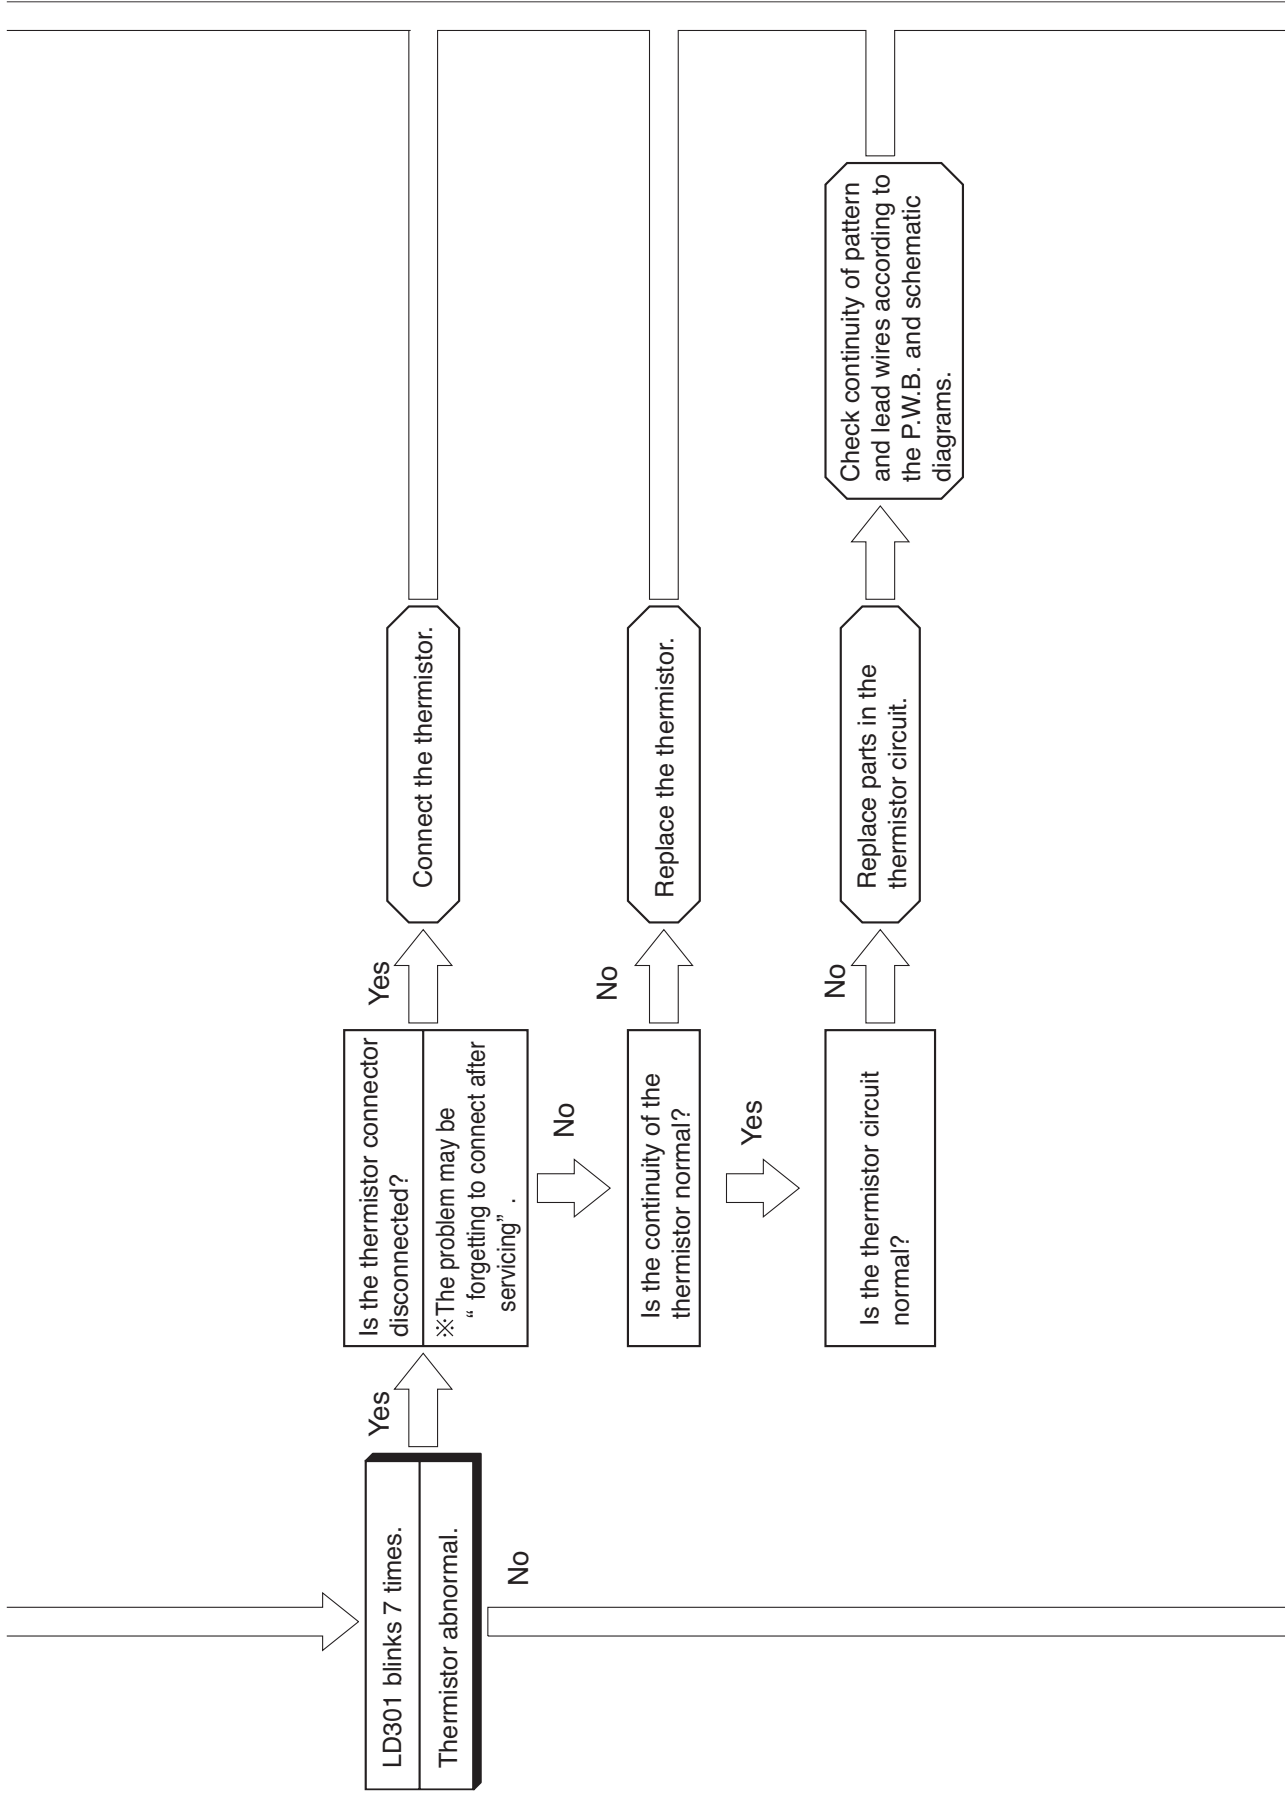 LD301 blinks 7 times.
Thermistor abnormal.
Yes
No
Is the thermistor connector
disconnected?
※The problem may be
“ forgetting to connect after
servicing” .
Yes
Connect the thermistor.
No
Is the continuity of the
thermistor normal?
No
Replace the thermistor.
Yes
Is the thermistor circuit
normal?
No
Replace parts in the
thermistor circuit.
Check continuity of pattern
and lead wires according to
the P.W.B. and schematic
diagrams.